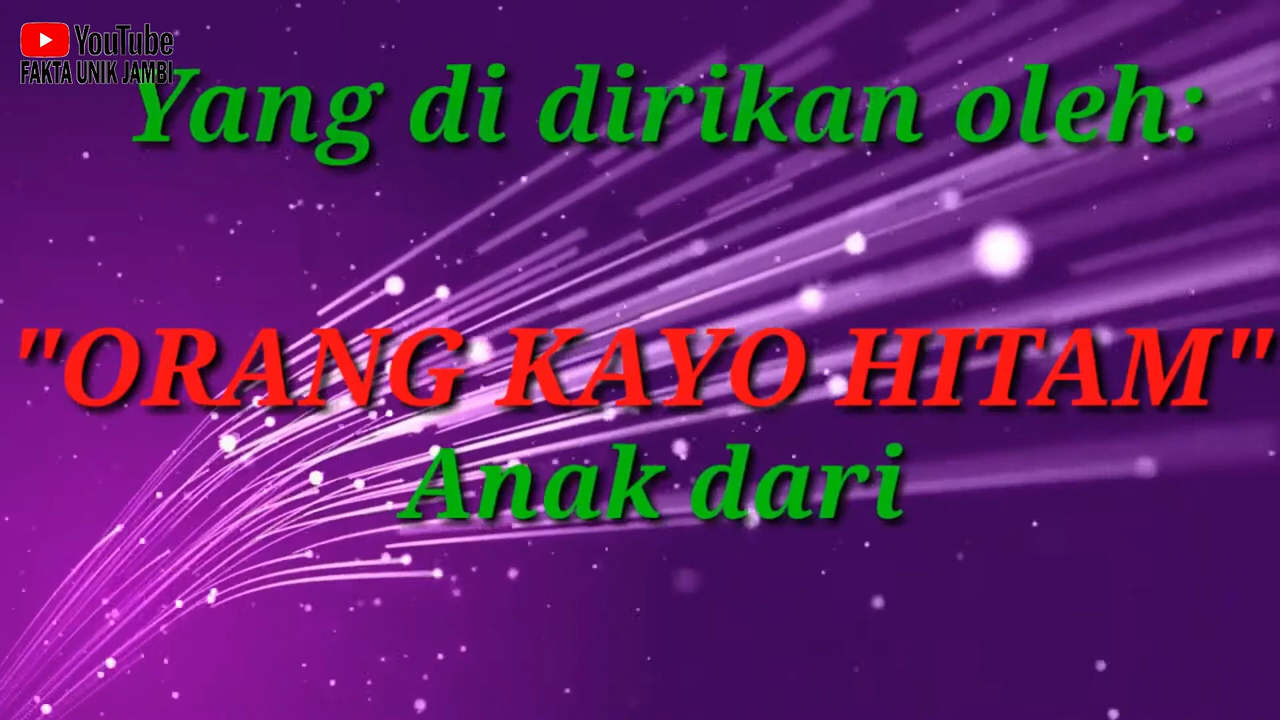 YouTube
FAKTA UNIK JAMBI
Yang di dirikan oleh:
"ORANG KAYO HITAM"
Anak dari